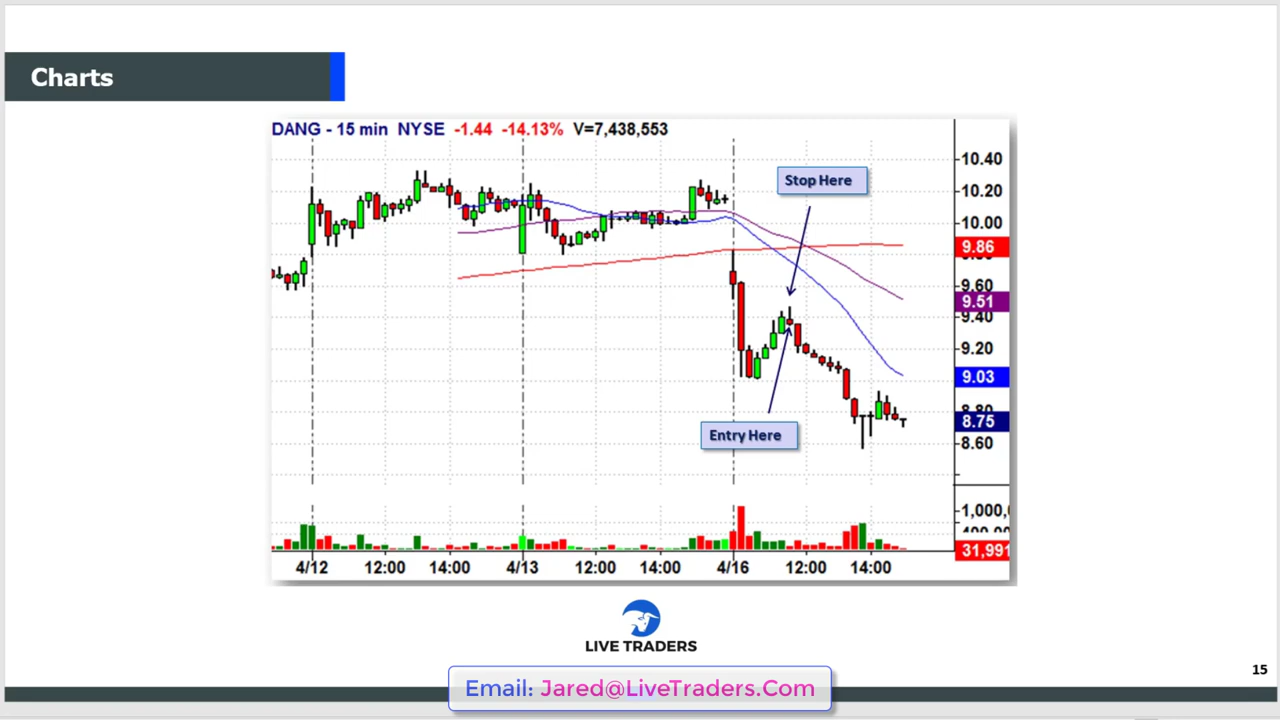 Charts
DANG - 15 min NYSE -1.44 -14.13% V=7,438,553
Stop Here
Entry Here
10.40
10.20
10.00
9.86
9.60
9.51
9.40
9.20
9.03
8.80
8.75
8.60
1,000,
31,991
4/12 12:00 14:00 4/13 12:00 14:00 4/16 12:00 14:00
LIVE TRADERS
15
Email: Jared@LiveTraders.Com